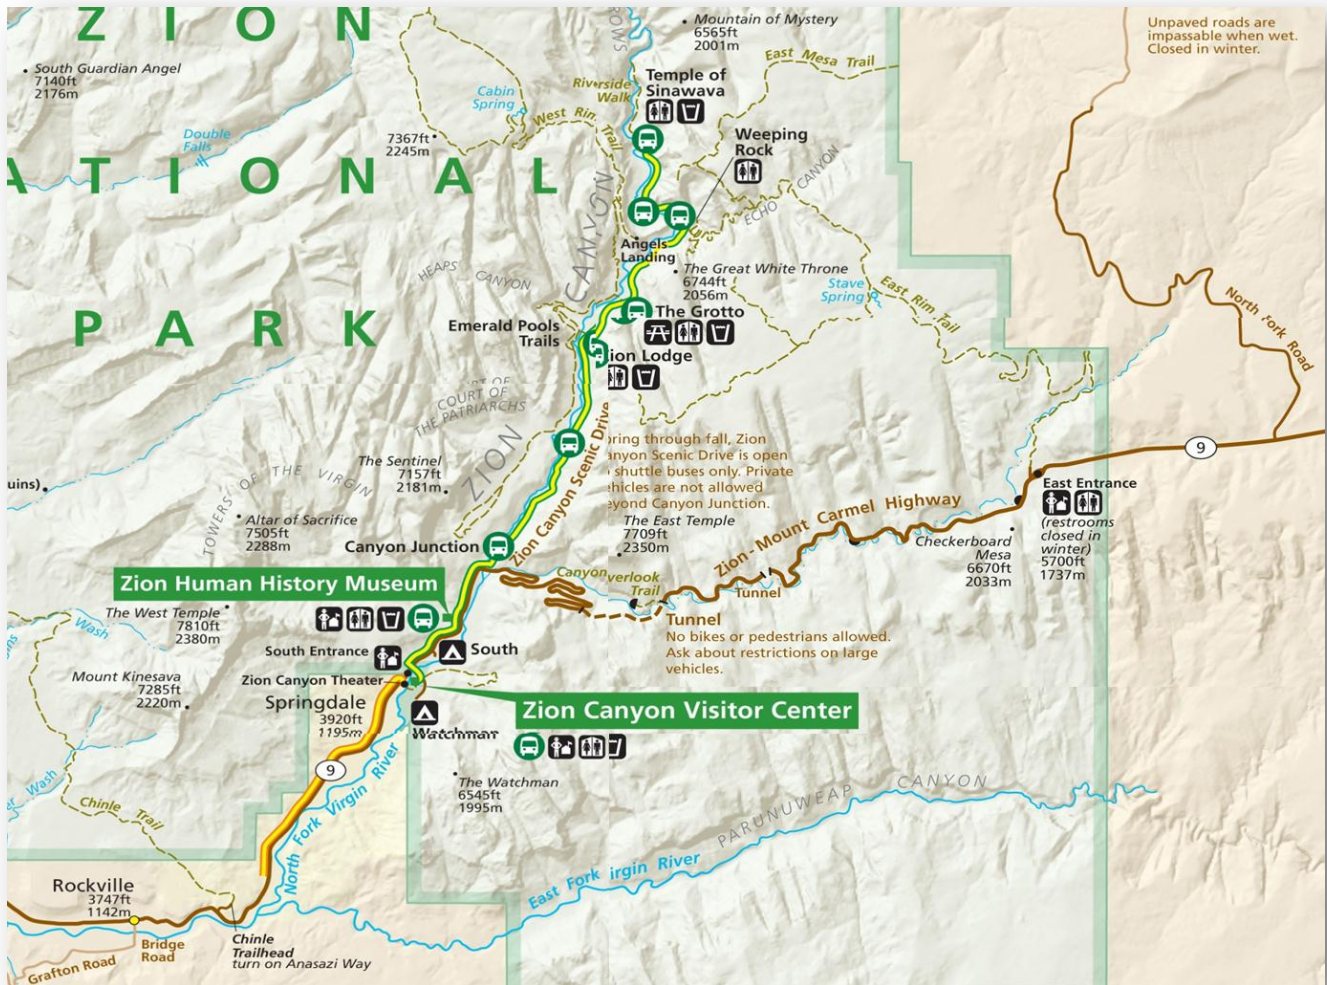 ZION
NATIONAL
PARK
South Guardian Angel
7140ft
2176m
Double
Falls
7367ft
2245m
Cabin
Spring
West Rim Trail
Riverside
Walk
Mountain of Mystery
6565ft
2001m
East Mesa Trail
Temple of
Sinawava
Weeping
Rock
ECHO CANYON
Unpaved roads are
impassable when wet.
Closed in winter.
Angels
Landing
The Great White Throne
6744ft
2056m
Stave
Spring
East Rim Trail
North Fork Road
HEAPS CANYON
ZION CANYON
The Grotto
Emerald Pools
Trails
ion Lodge
COURT OF
THE PATRIARCHS
Zion Canyon Scenic Drive
ring through fall, Zion
anyon Scenic Drive is open
shuttle buses only. Private
ehicles are not allowed
eyond Canyon Junction.
uins)
TOWERS OF THE VIRGIN
The Sentinel
7157ft
2181m
Altar of Sacrifice
7505ft
2288m
Canyon Junction
The East Temple
7709ft
2350m
Zion-Mount Carmel Highway
9
East Entrance
(restrooms
closed in
winter)
5700ft
1737m
Checkerboard
Mesa
6670ft
2033m
Zion Human History Museum
Canyon verlook
Trail
Tunnel
Tunnel
No bikes or pedestrians allowed.
Ask about restrictions on large
vehicles.
The West Temple
7810ft
2380m
Wash
South Entrance
South
Zion Canyon Theater
Mount Kinesava
7285ft
2220m
Springdale
3920ft
1195m
Zion Canyon Visitor Center
Watchman
9
The Watchman
6545ft
1995m
Wash
Chinle Trail
North Fork Virgin River
PARUNUWEAP CANYON
East Fork irgin River
Rockville
3747ft
1142m
Bridge
Road
Grafton Road
Chinle
Trailhead
turn on Anasazi Way